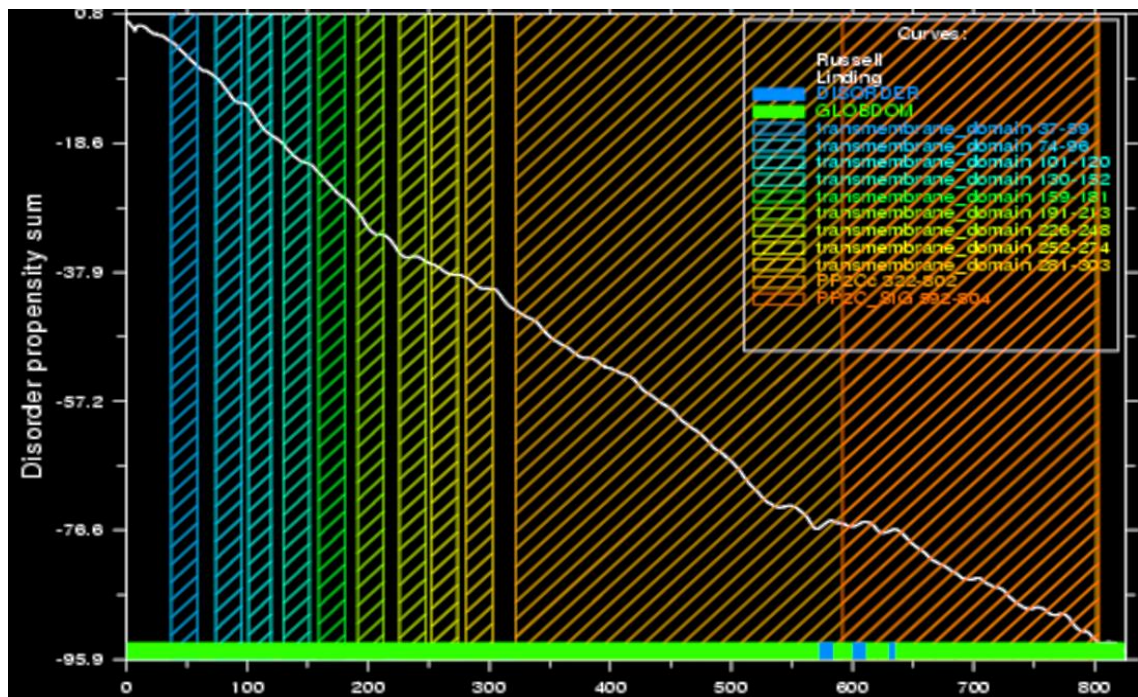 0.8
-18.6
-37.9
-57.2
-76.6
-95.9
Disorder propensity sum
Curves:
Russell
Linding
DISORDER
GLOBDOM
transmembrane_domain 37-59
transmembrane_domain 74-96
transmembrane_domain 101-120
transmembrane_domain 130-152
transmembrane_domain 159-181
transmembrane_domain 191-213
transmembrane_domain 226-248
transmembrane_domain 252-274
transmembrane_domain 281-303
PP2Cc 322-802
PP2C_SIG 592-804
0 100 200 300 400 500 600 700 800